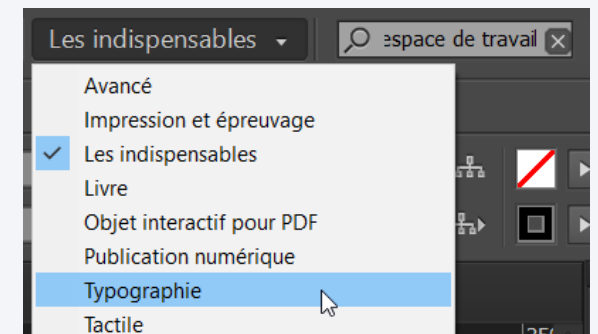 Les indispensables
espace de travail
Avancé
Impression et épreuvage
Les indispensables
Livre
Objet interactif pour PDF
Publication numérique
Typographie
Tactile